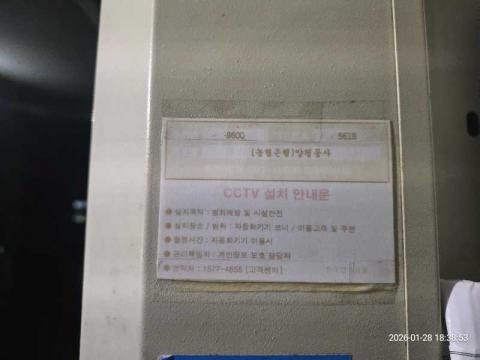 -9600 -5618
(농협은행)양평공사
CCTV 설치 안내문
● 설치목적 : 범죄예방 및 시설안전
● 설치장소 / 범위 : 자동화기기 코너 / 이용고객 및 주변
● 촬영시간 : 자동화기기 이용시
● 관리책임자 : 개인정보 보호 담당자
● 연락처 : 1577-4655 [고객센터]
2026-01-28 18:38:53